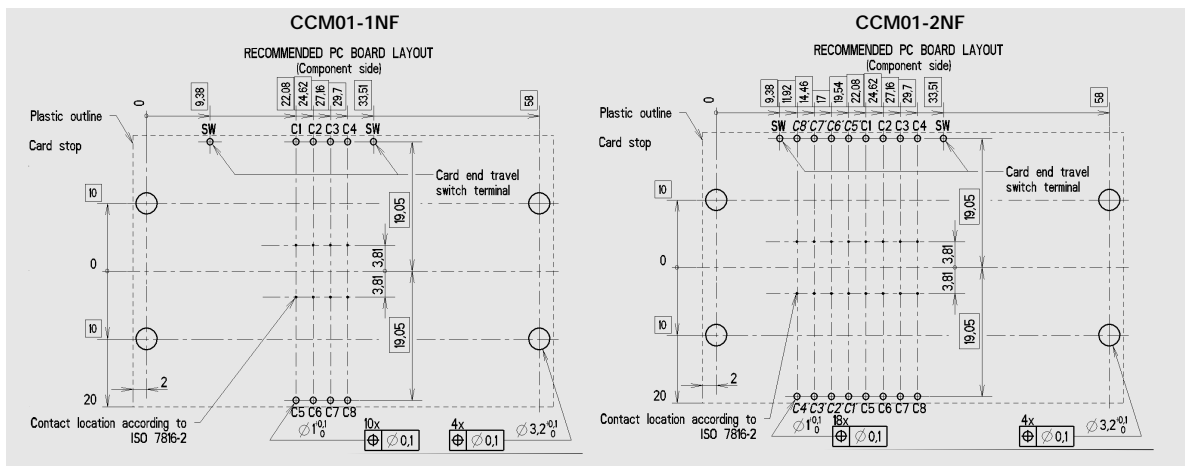 CCM01-1NF
RECOMMENDED PC BOARD LAYOUT
(Component side)
0
9,38
22,08
24,62
27,16
29,7
33,51
58
Plastic outline
Card stop
SW
C1 C2 C3 C4
SW
Card end travel
switch terminal
10
0
10
20
19,05
3,81
3,81
19,05
2
Contact location according to
ISO 7816-2
C5 C6 C7 C8
∅1 +0,1 0
10x
⌖ ∅0,1
4x
⌖ ∅0,1
∅3,2 +0,1 0
CCM01-2NF
RECOMMENDED PC BOARD LAYOUT
(Component side)
0
9,38
11,92
14,46
17
19,54
22,08
24,62
27,16
29,7
33,51
58
Plastic outline
Card stop
SW C8' C7' C6' C5' C1 C2 C3 C4 SW
Card end travel
switch terminal
10
0
10
20
19,05
3,81
3,81
19,05
2
Contact location according to
ISO 7816-2
C4' C3' C2' C1' C5 C6 C7 C8
∅1 +0,1 0
18x
⌖ ∅0,1
4x
⌖ ∅0,1
∅3,2 +0,1 0